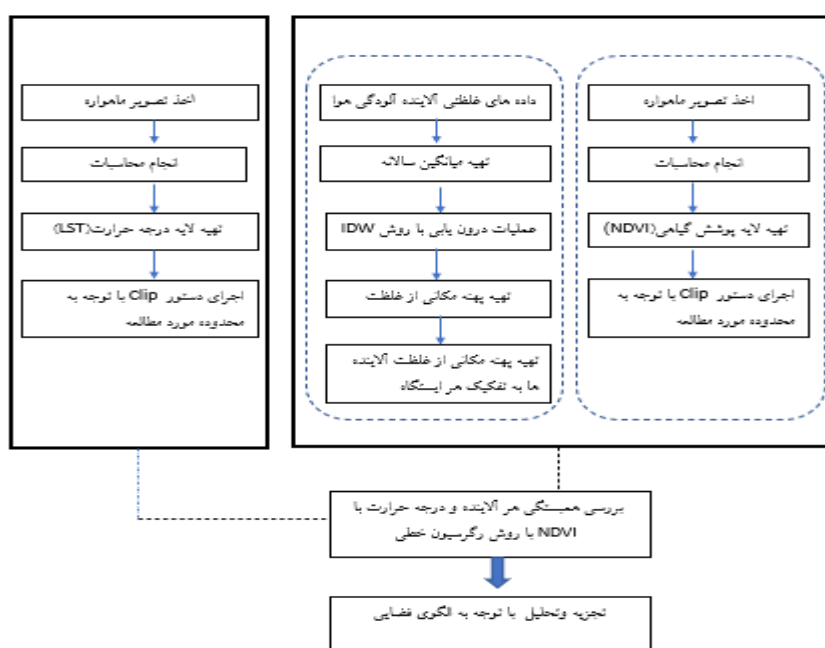 اخذ تصویر ماهواره
انجام محاسبات
تهیه لایه پوشش گیاهی(NDVI)
اجرای دستور Clip با توجه به
محدوده مورد مطالعه
داده های غلظتی آلاینده آلودگی هوا
تهیه میانگین سالانه
عملیات درون یابی با روش IDW
تهیه پهنه مکانی از غلظت
تهیه پهنه مکانی از غلظت آلاینده
ها به تفکیک هر ایستگاه
اخذ تصویر ماهواره
انجام محاسبات
تهیه لایه درجه حرارت(LST)
اجرای دستور Clip با توجه به
محدوده مورد مطالعه
بررسی همبستگی هر آلاینده و درجه حرارت با
NDVI با روش رگرسیون خطی
تجزیه وتحلیل با توجه به الگوی فضایی